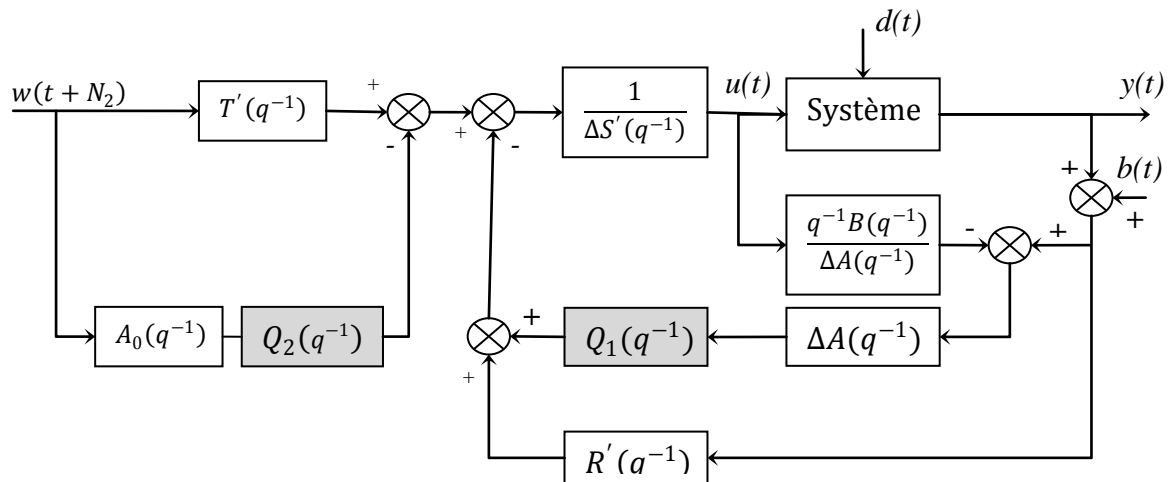 d(t)
w(t + N₂)
T′(q⁻¹)
+
-
+
-
1
ΔS′(q⁻¹)
u(t)
Système
y(t)
+
b(t)
+
q⁻¹B(q⁻¹)
ΔA(q⁻¹)
-
+
A₀(q⁻¹)
Q₂(q⁻¹)
+
Q₁(q⁻¹)
ΔA(q⁻¹)
+
R′(q⁻¹)